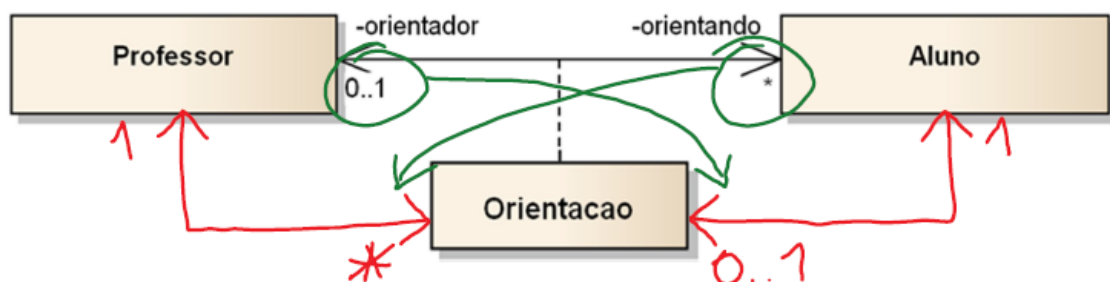 -orientador
-orientando
Professor
Aluno
0..1
*
1
1
Orientacao
*
0..1